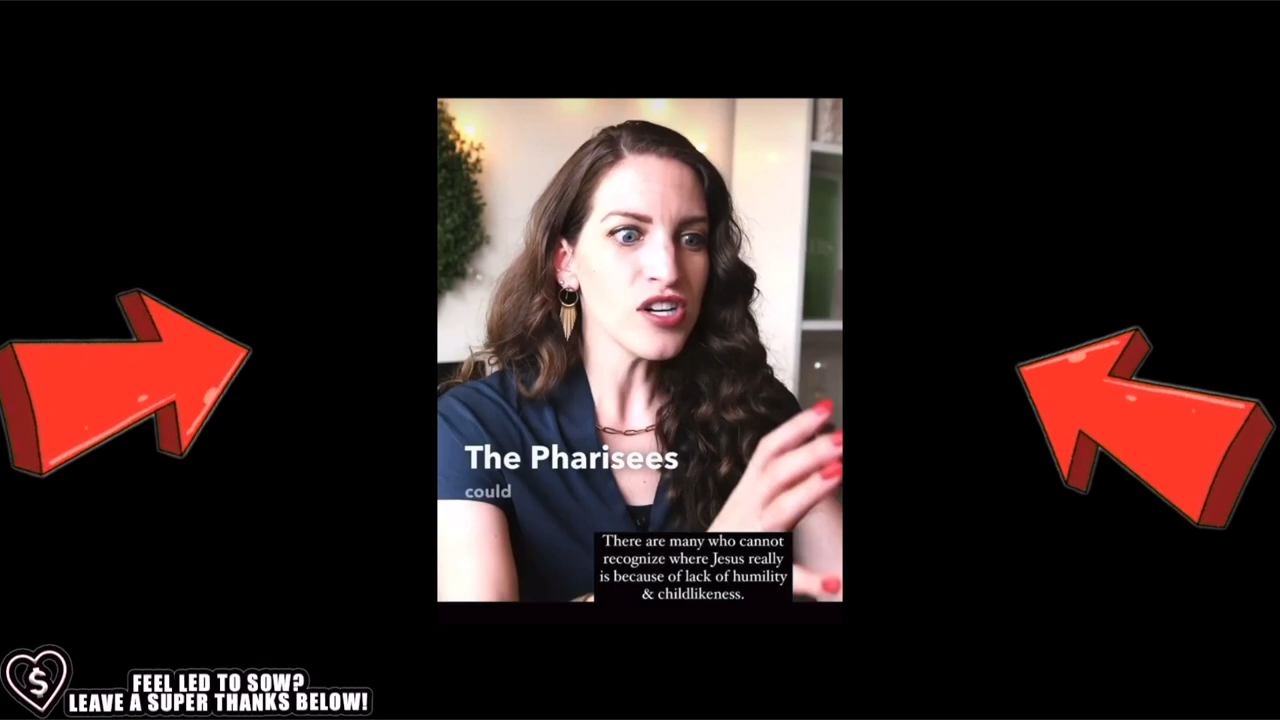 The Pharisees
could
There are many who cannot
recognize where Jesus really
is because of lack of humility
& childlikeness.
$
FEEL LED TO SOW?
LEAVE A SUPER THANKS BELOW!